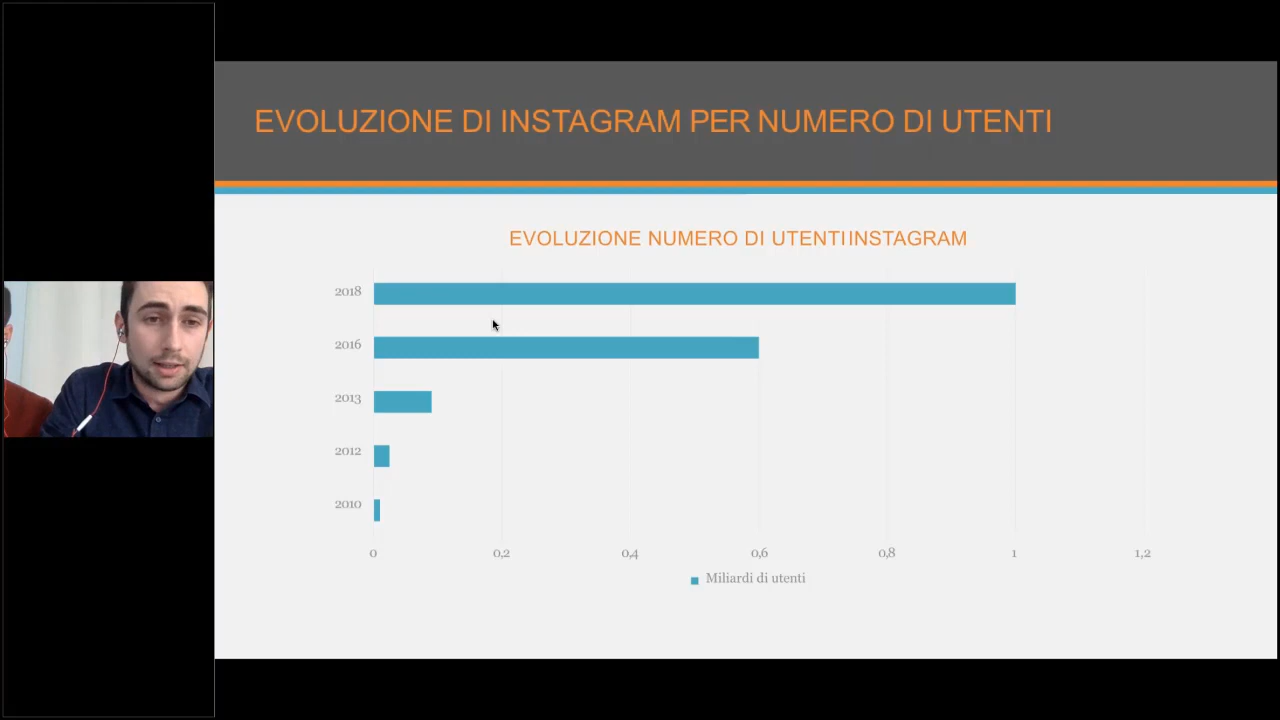 EVOLUZIONE DI INSTAGRAM PER NUMERO DI UTENTI
EVOLUZIONE NUMERO DI UTENTI INSTAGRAM
2018
2016
2013
2012
2010
0 0,2 0,4 0,6 0,8 1 1,2
Miliardi di utenti